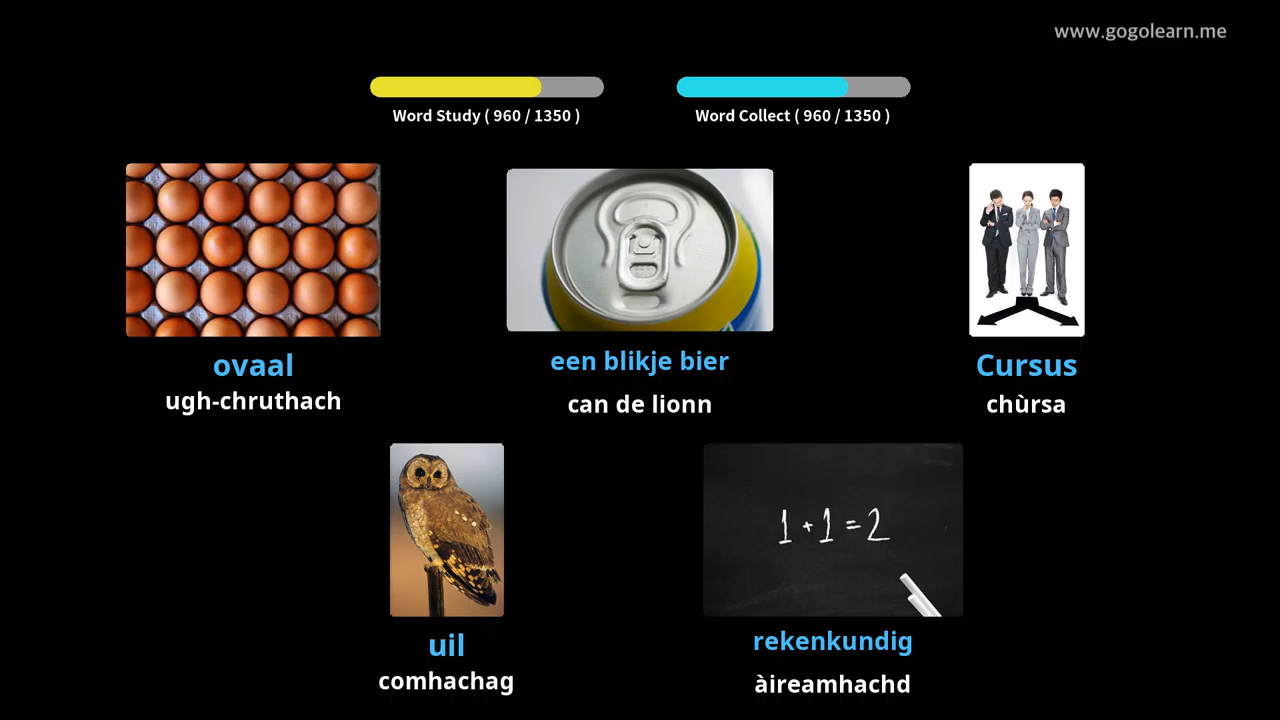 www.gogolearn.me
Word Study ( 960 / 1350 )
Word Collect ( 960 / 1350 )
ovaal
ugh-chruthach
een blikje bier
can de lionn
Cursus
chùrsa
1 + 1 = 2
uil
comhachag
rekenkundig
àireamhachd